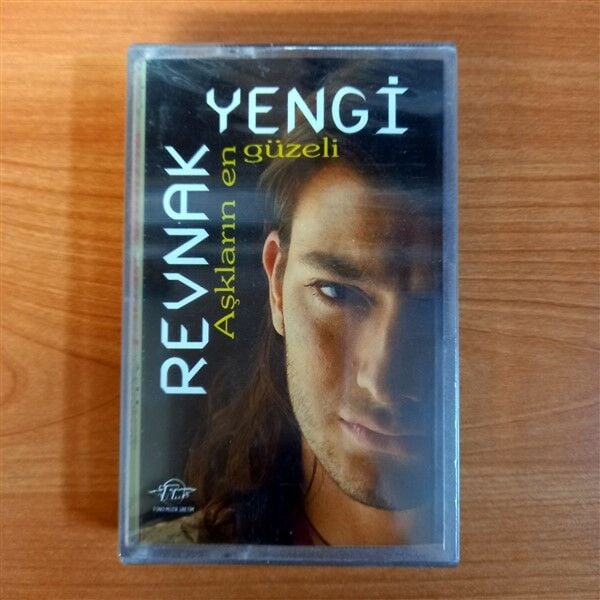 REVNAK
YENGİ
Aşkların en
güzeli